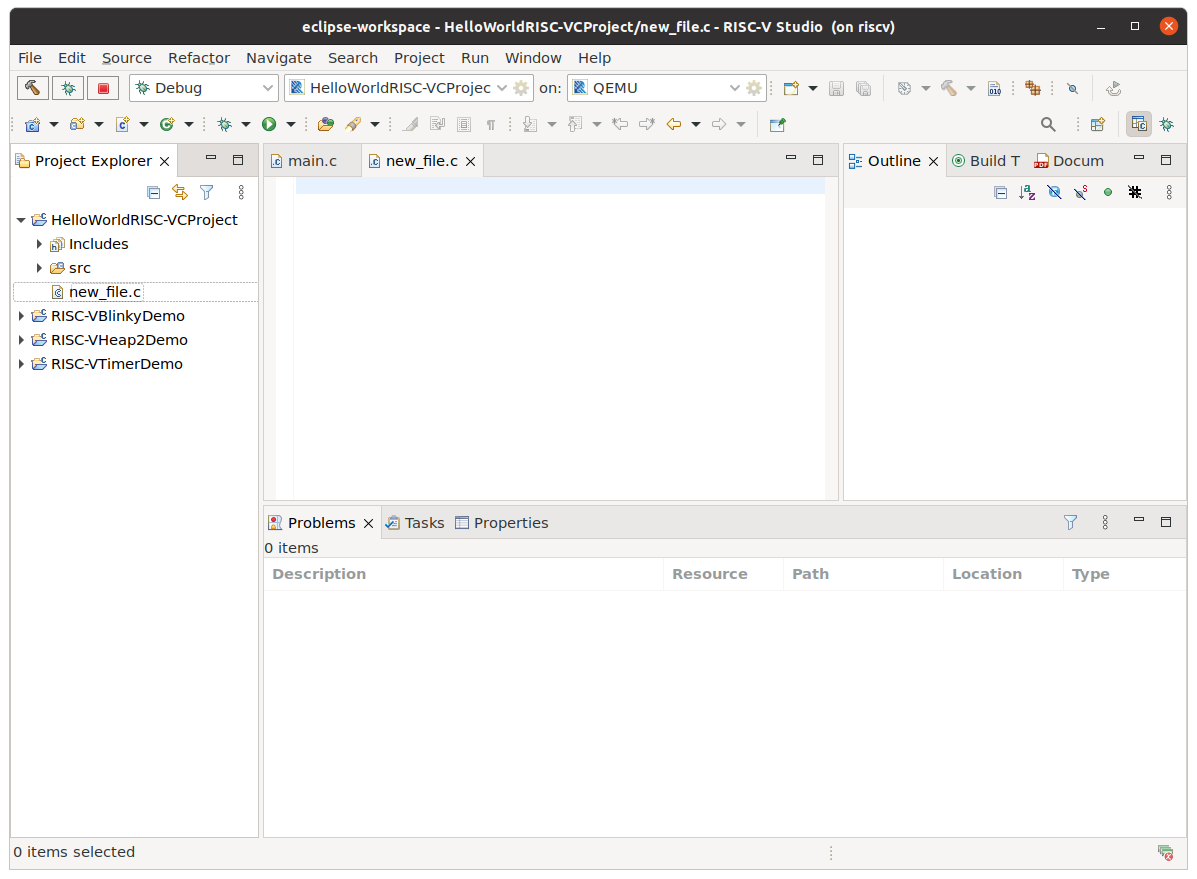 eclipse-workspace - HelloWorldRISC-VCProject/new_file.c - RISC-V Studio (on riscv)
File Edit Source Refactor Navigate Search Project Run Window Help
Debug HelloWorldRISC-VCProjec on: QEMU
Project Explorer
main.c new_file.c
Outline Build T Docum
HelloWorldRISC-VCProject
Includes
src
new_file.c
RISC-VBlinkyDemo
RISC-VHeap2Demo
RISC-VTimerDemo
Problems Tasks Properties
0 items
Description Resource Path Location Type
0 items selected